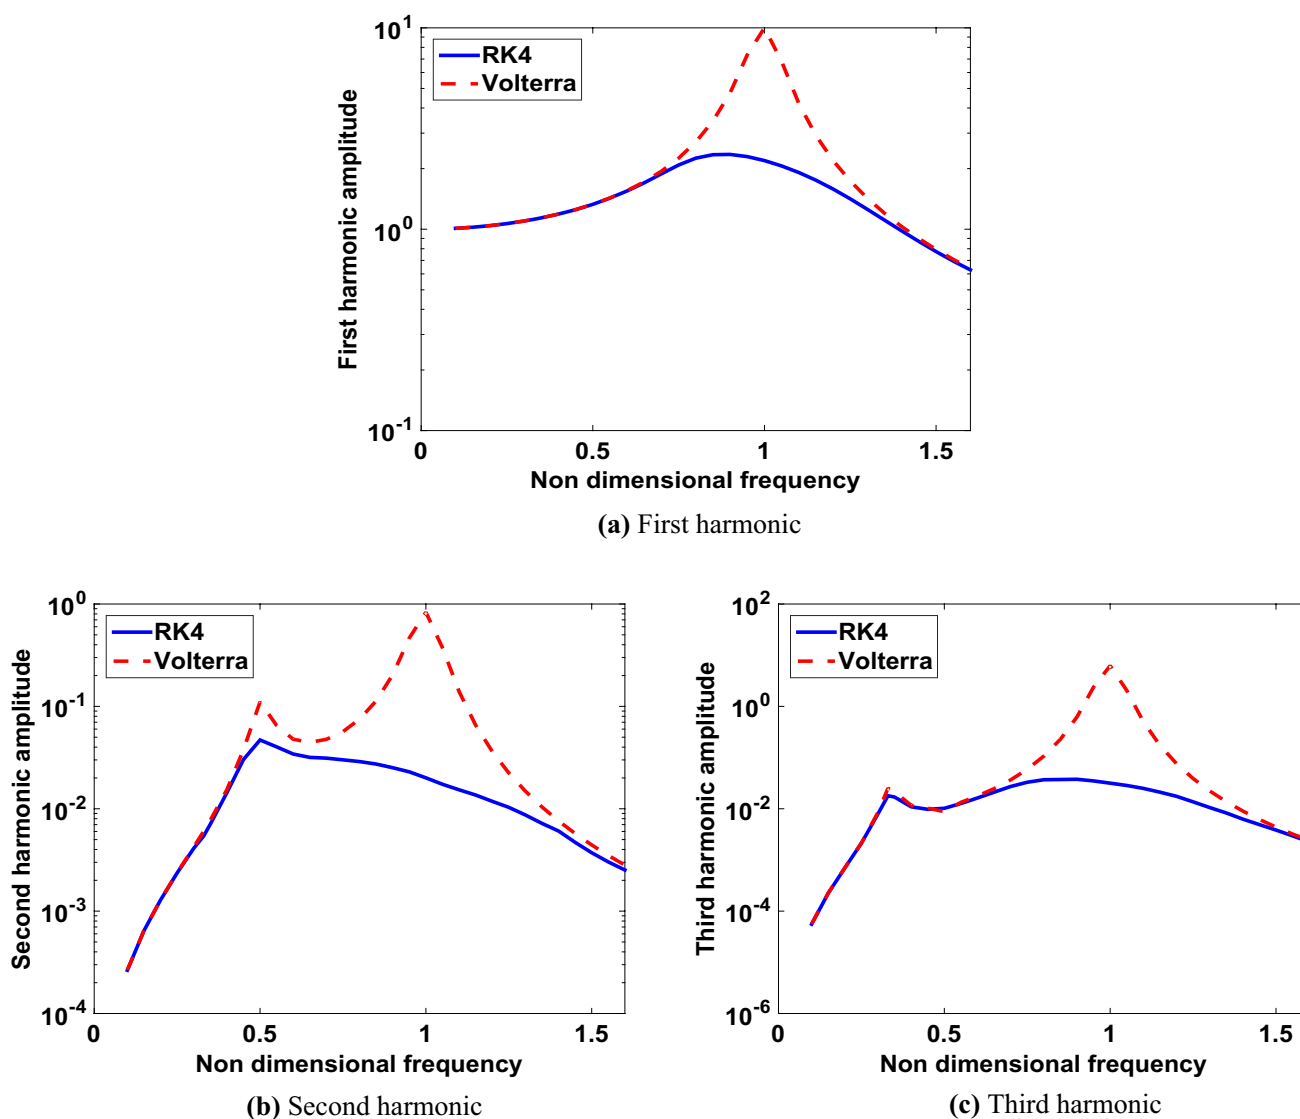 10^1
RK4
Volterra
10^0
10^-1
First harmonic amplitude
0 0.5 1 1.5
Non dimensional frequency
(a) First harmonic
10^0
RK4
Volterra
10^-1
10^-2
10^-3
10^-4
Second harmonic amplitude
0 0.5 1 1.5
Non dimensional frequency
(b) Second harmonic
10^2
RK4
Volterra
10^0
10^-2
10^-4
10^-6
Third harmonic amplitude
0 0.5 1 1.5
Non dimensional frequency
(c) Third harmonic